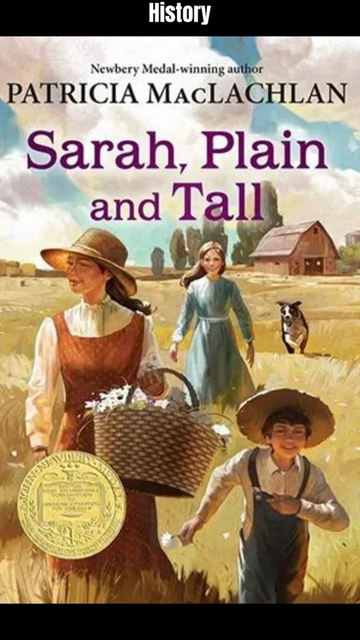 History
Newbery Medal-winning author
PATRICIA MACLACHLAN
Sarah, Plain
and Tall